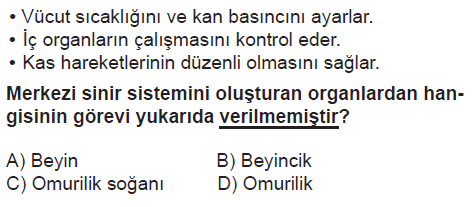 • Vücut sıcaklığını ve kan basıncını ayarlar.
• İç organların çalışmasını kontrol eder.
• Kas hareketlerinin düzenli olmasını sağlar.
Merkezi sinir sistemini oluşturan organlardan han-
gisinin görevi yukarıda verilmemiştir?
A) Beyin B) Beyincik
C) Omurilik soğanı D) Omurilik